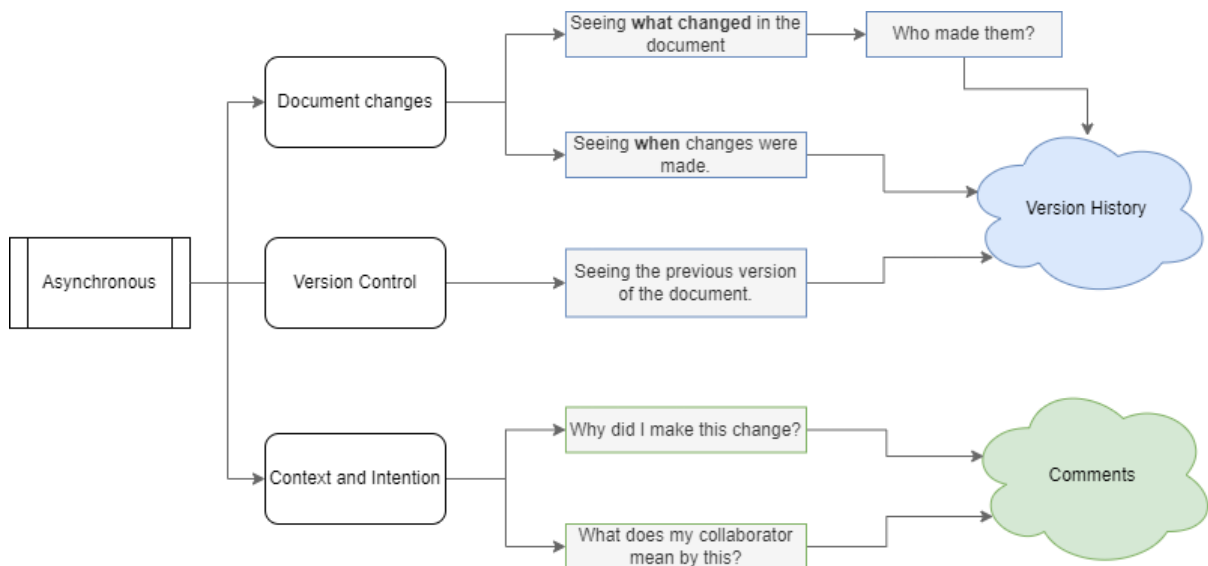 Seeing what changed in the
document
Who made them?
Document changes
Seeing when changes were
made.
Version History
Asynchronous
Version Control
Seeing the previous version
of the document.
Why did I make this change?
Context and Intention
Comments
What does my collaborator
mean by this?